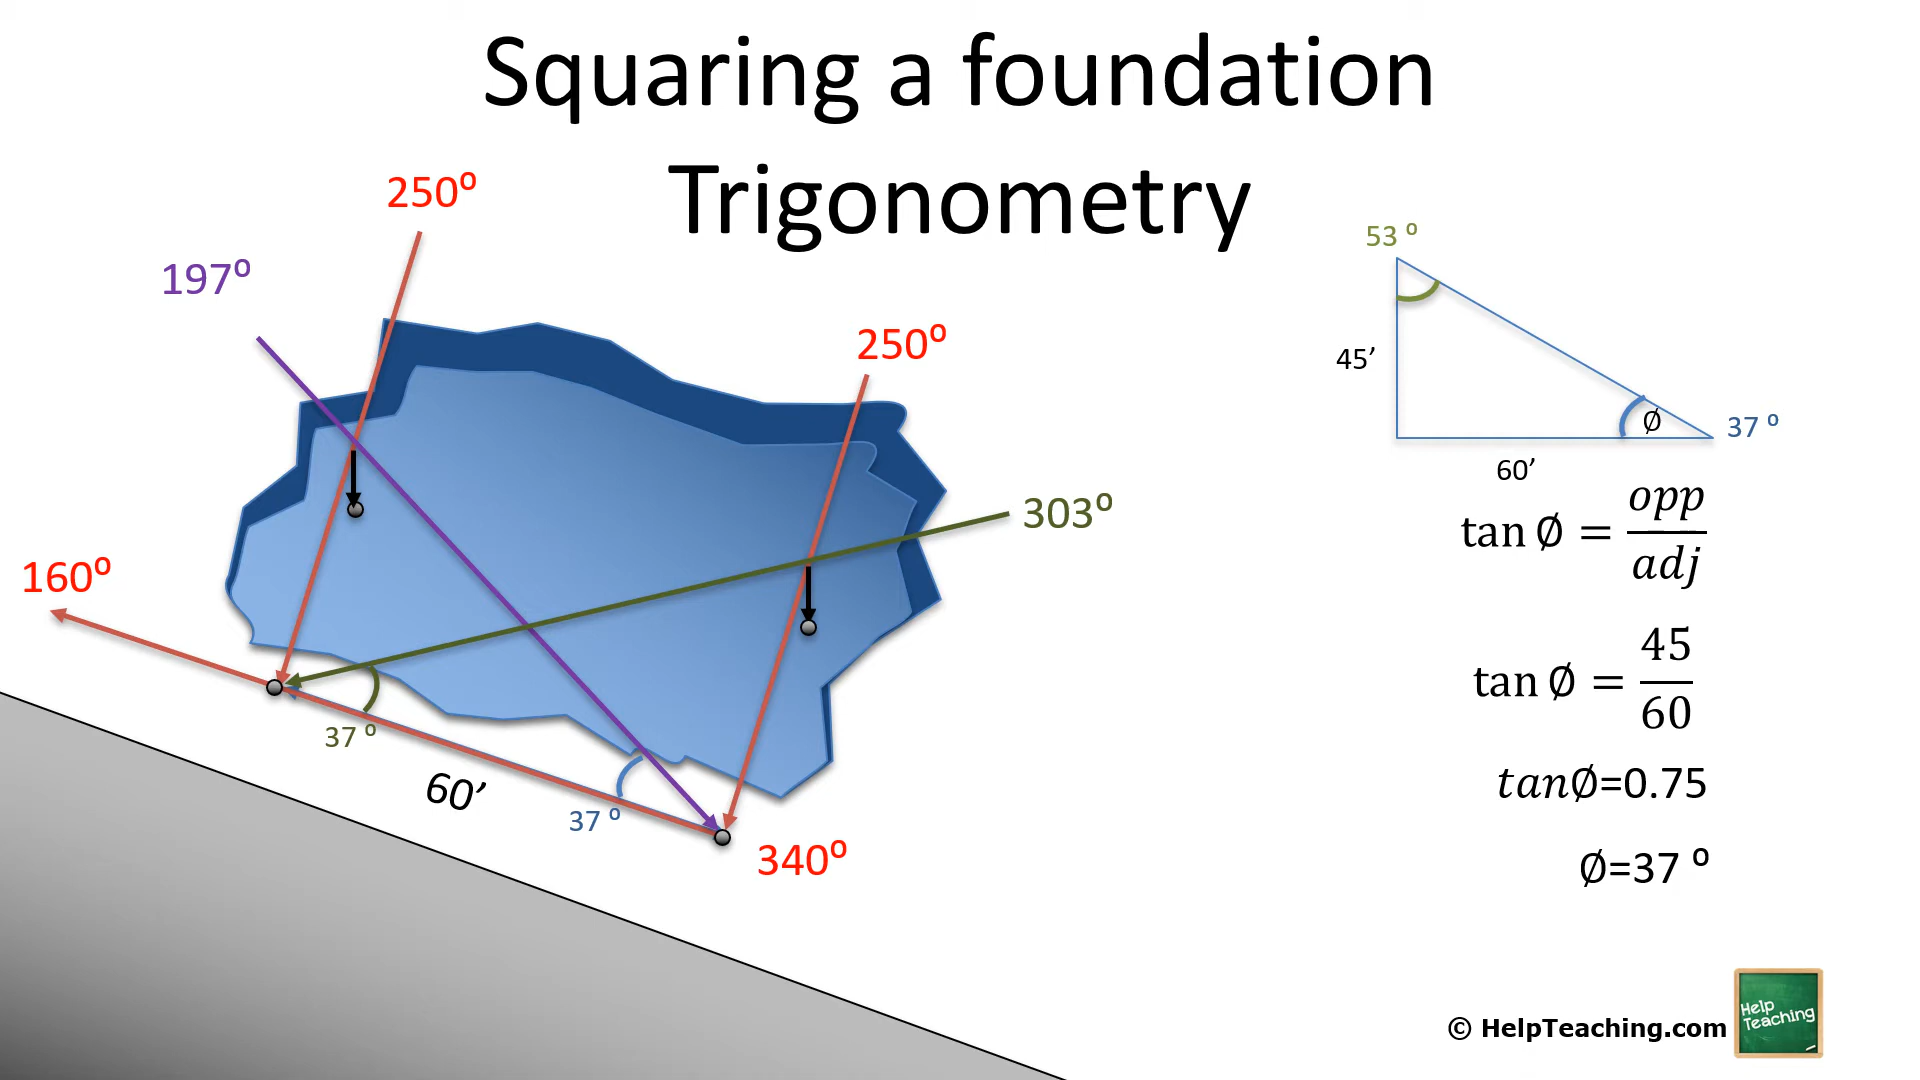 Squaring a foundation
Trigonometry
250º
197º
250º
303º
160º
37 º
60’
37 º
340º
53 º
45’
∅
37 º
60’
tan ∅ = opp/adj
tan ∅ = 45/60
tan∅=0.75
∅=37 º
© HelpTeaching.com
Help
Teaching